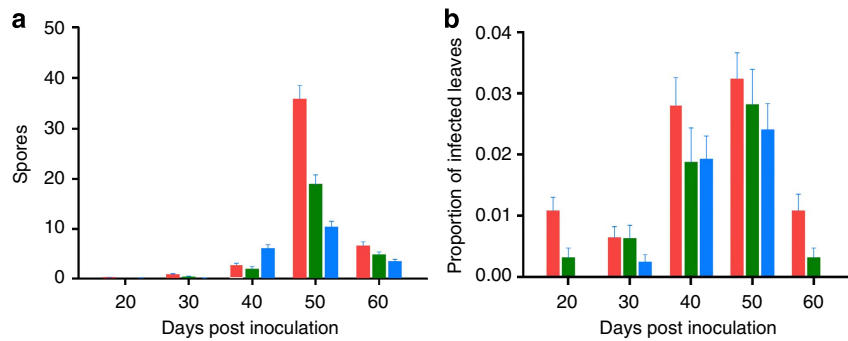 a
50
40
30
20
10
0
Spores
20 30 40 50 60
Days post inoculation
b
0.04
0.03
0.02
0.01
0.00
Proportion of infected leaves
20 30 40 50 60
Days post inoculation